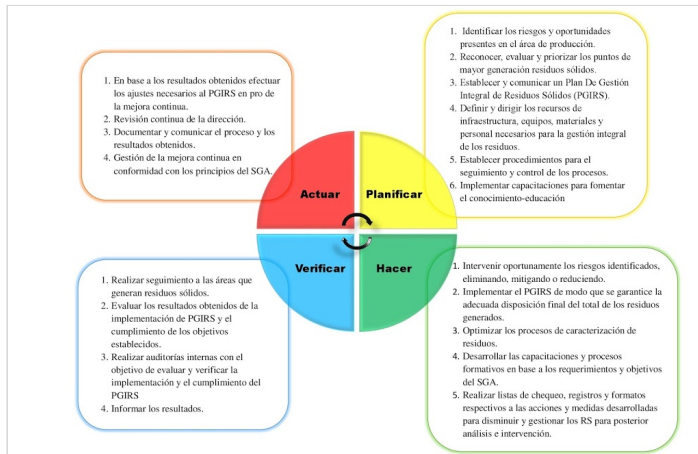 1. En base a los resultados obtenidos efectuar
los ajustes necesarios al PGIRS en pro de
la mejora continua.
2. Revisión continua de la dirección.
3. Documentar y comunicar el proceso y los
resultados obtenidos.
4. Gestión de la mejora continua en
conformidad con los principios del SGA.
1. Identificar los riesgos y oportunidades
presentes en el área de producción.
2. Reconocer, evaluar y priorizar los puntos de
mayor generación residuos sólidos.
3. Establecer y comunicar un Plan De Gestión
Integral de Residuos Sólidos (PGIRS).
4. Definir y dirigir los recursos de
infraestructura, equipos, materiales y
personal necesarios para la gestión integral
de los residuos.
5. Establecer procedimientos para el
seguimiento y control de los procesos.
6. Implementar capacitaciones para fomentar
el conocimiento-educación
Actuar
Planificar
Verificar
Hacer
1. Realizar seguimiento a las áreas que
generan residuos sólidos.
2. Evaluar los resultados obtenidos de la
implementación de PGIRS y el
cumplimiento de los objetivos
establecidos.
3. Realizar auditorías internas con el
objetivo de evaluar y verificar la
implementación y el cumplimiento del
PGIRS
4. Informar los resultados.
1. Intervenir oportunamente los riesgos identificados,
eliminando, mitigando o reduciendo.
2. Implementar el PGIRS de modo que se garantice la
adecuada disposición final del total de los residuos
generados.
3. Optimizar los procesos de caracterización de
residuos.
4. Desarrollar las capacitaciones y procesos
formativos en base a los requerimientos y objetivos
del SGA.
5. Realizar listas de chequeo, registros y formatos
respectivos a las acciones y medidas desarrolladas
para disminuir y gestionar los RS para posterior
análisis e intervención.